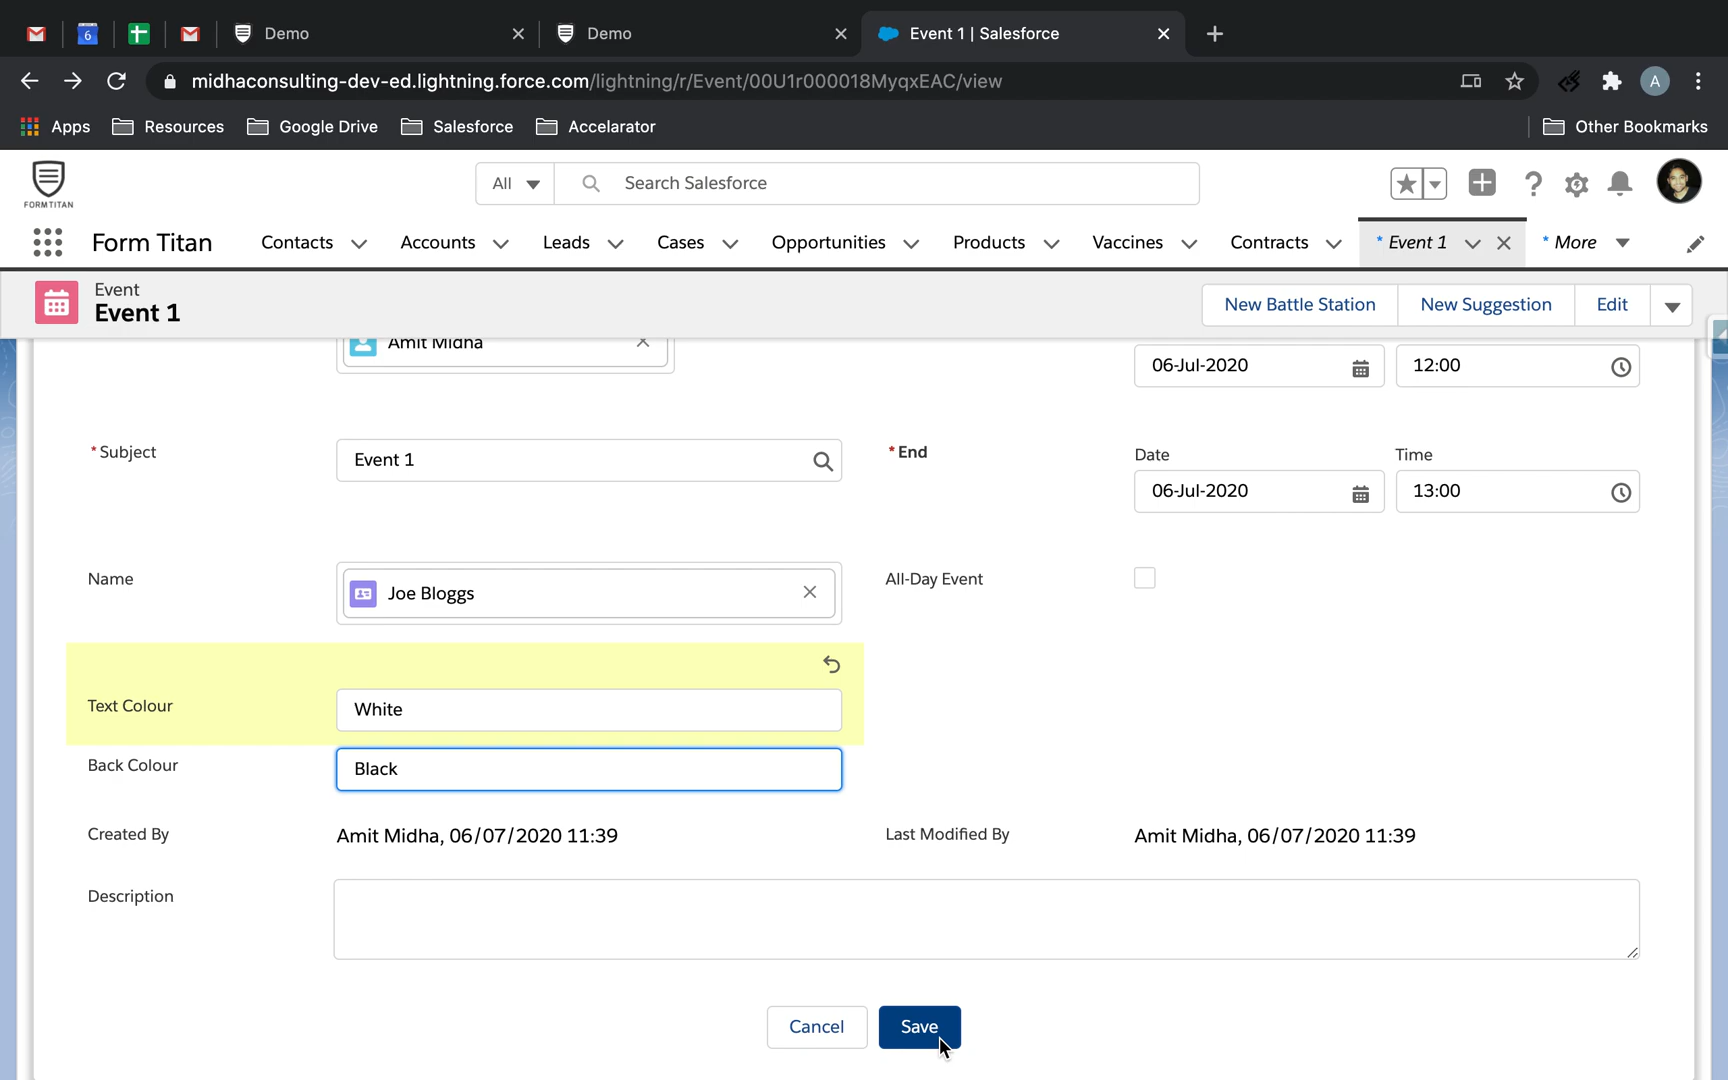 6
Demo
Demo
Event 1 | Salesforce
midhaconsulting-dev-ed.lightning.force.com/lightning/r/Event/00U1r000018MyqxEAC/view
A
Apps
Resources
Google Drive
Salesforce
Accelarator
Other Bookmarks
FORMTITAN
All
Search Salesforce
Form Titan
Contacts
Accounts
Leads
Cases
Opportunities
Products
Vaccines
Contracts
* Event 1
* More
Event
Event 1
New Battle Station
New Suggestion
Edit
Amit Midha
06-Jul-2020
12:00
*Subject
Event 1
*End
Date
Time
06-Jul-2020
13:00
Name
Joe Bloggs
All-Day Event
Text Colour
White
Back Colour
Black
Created By
Amit Midha, 06/07/2020 11:39
Last Modified By
Amit Midha, 06/07/2020 11:39
Description
Cancel
Save